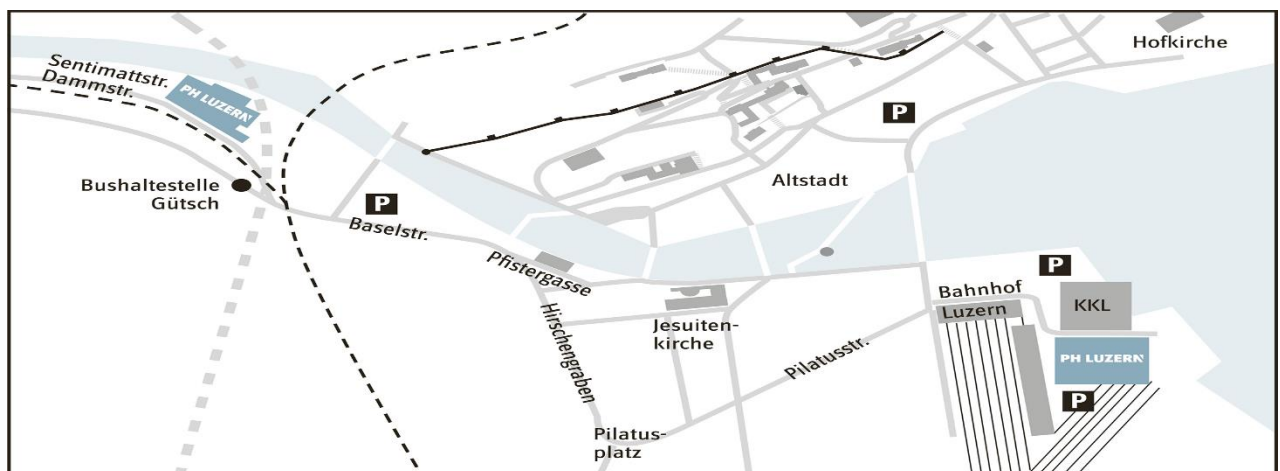 Hofkirche
Sentimattstr.
Dammstr.
PH LUZERN
P
Altstadt
Bushaltestelle
Gütsch
P
Baselstr.
Pfistergasse
P
Bahnhof
Luzern
KKL
Hirschengraben
Jesuiten-
kirche
Pilatusstr.
PH LUZERN
P
Pilatus-
platz